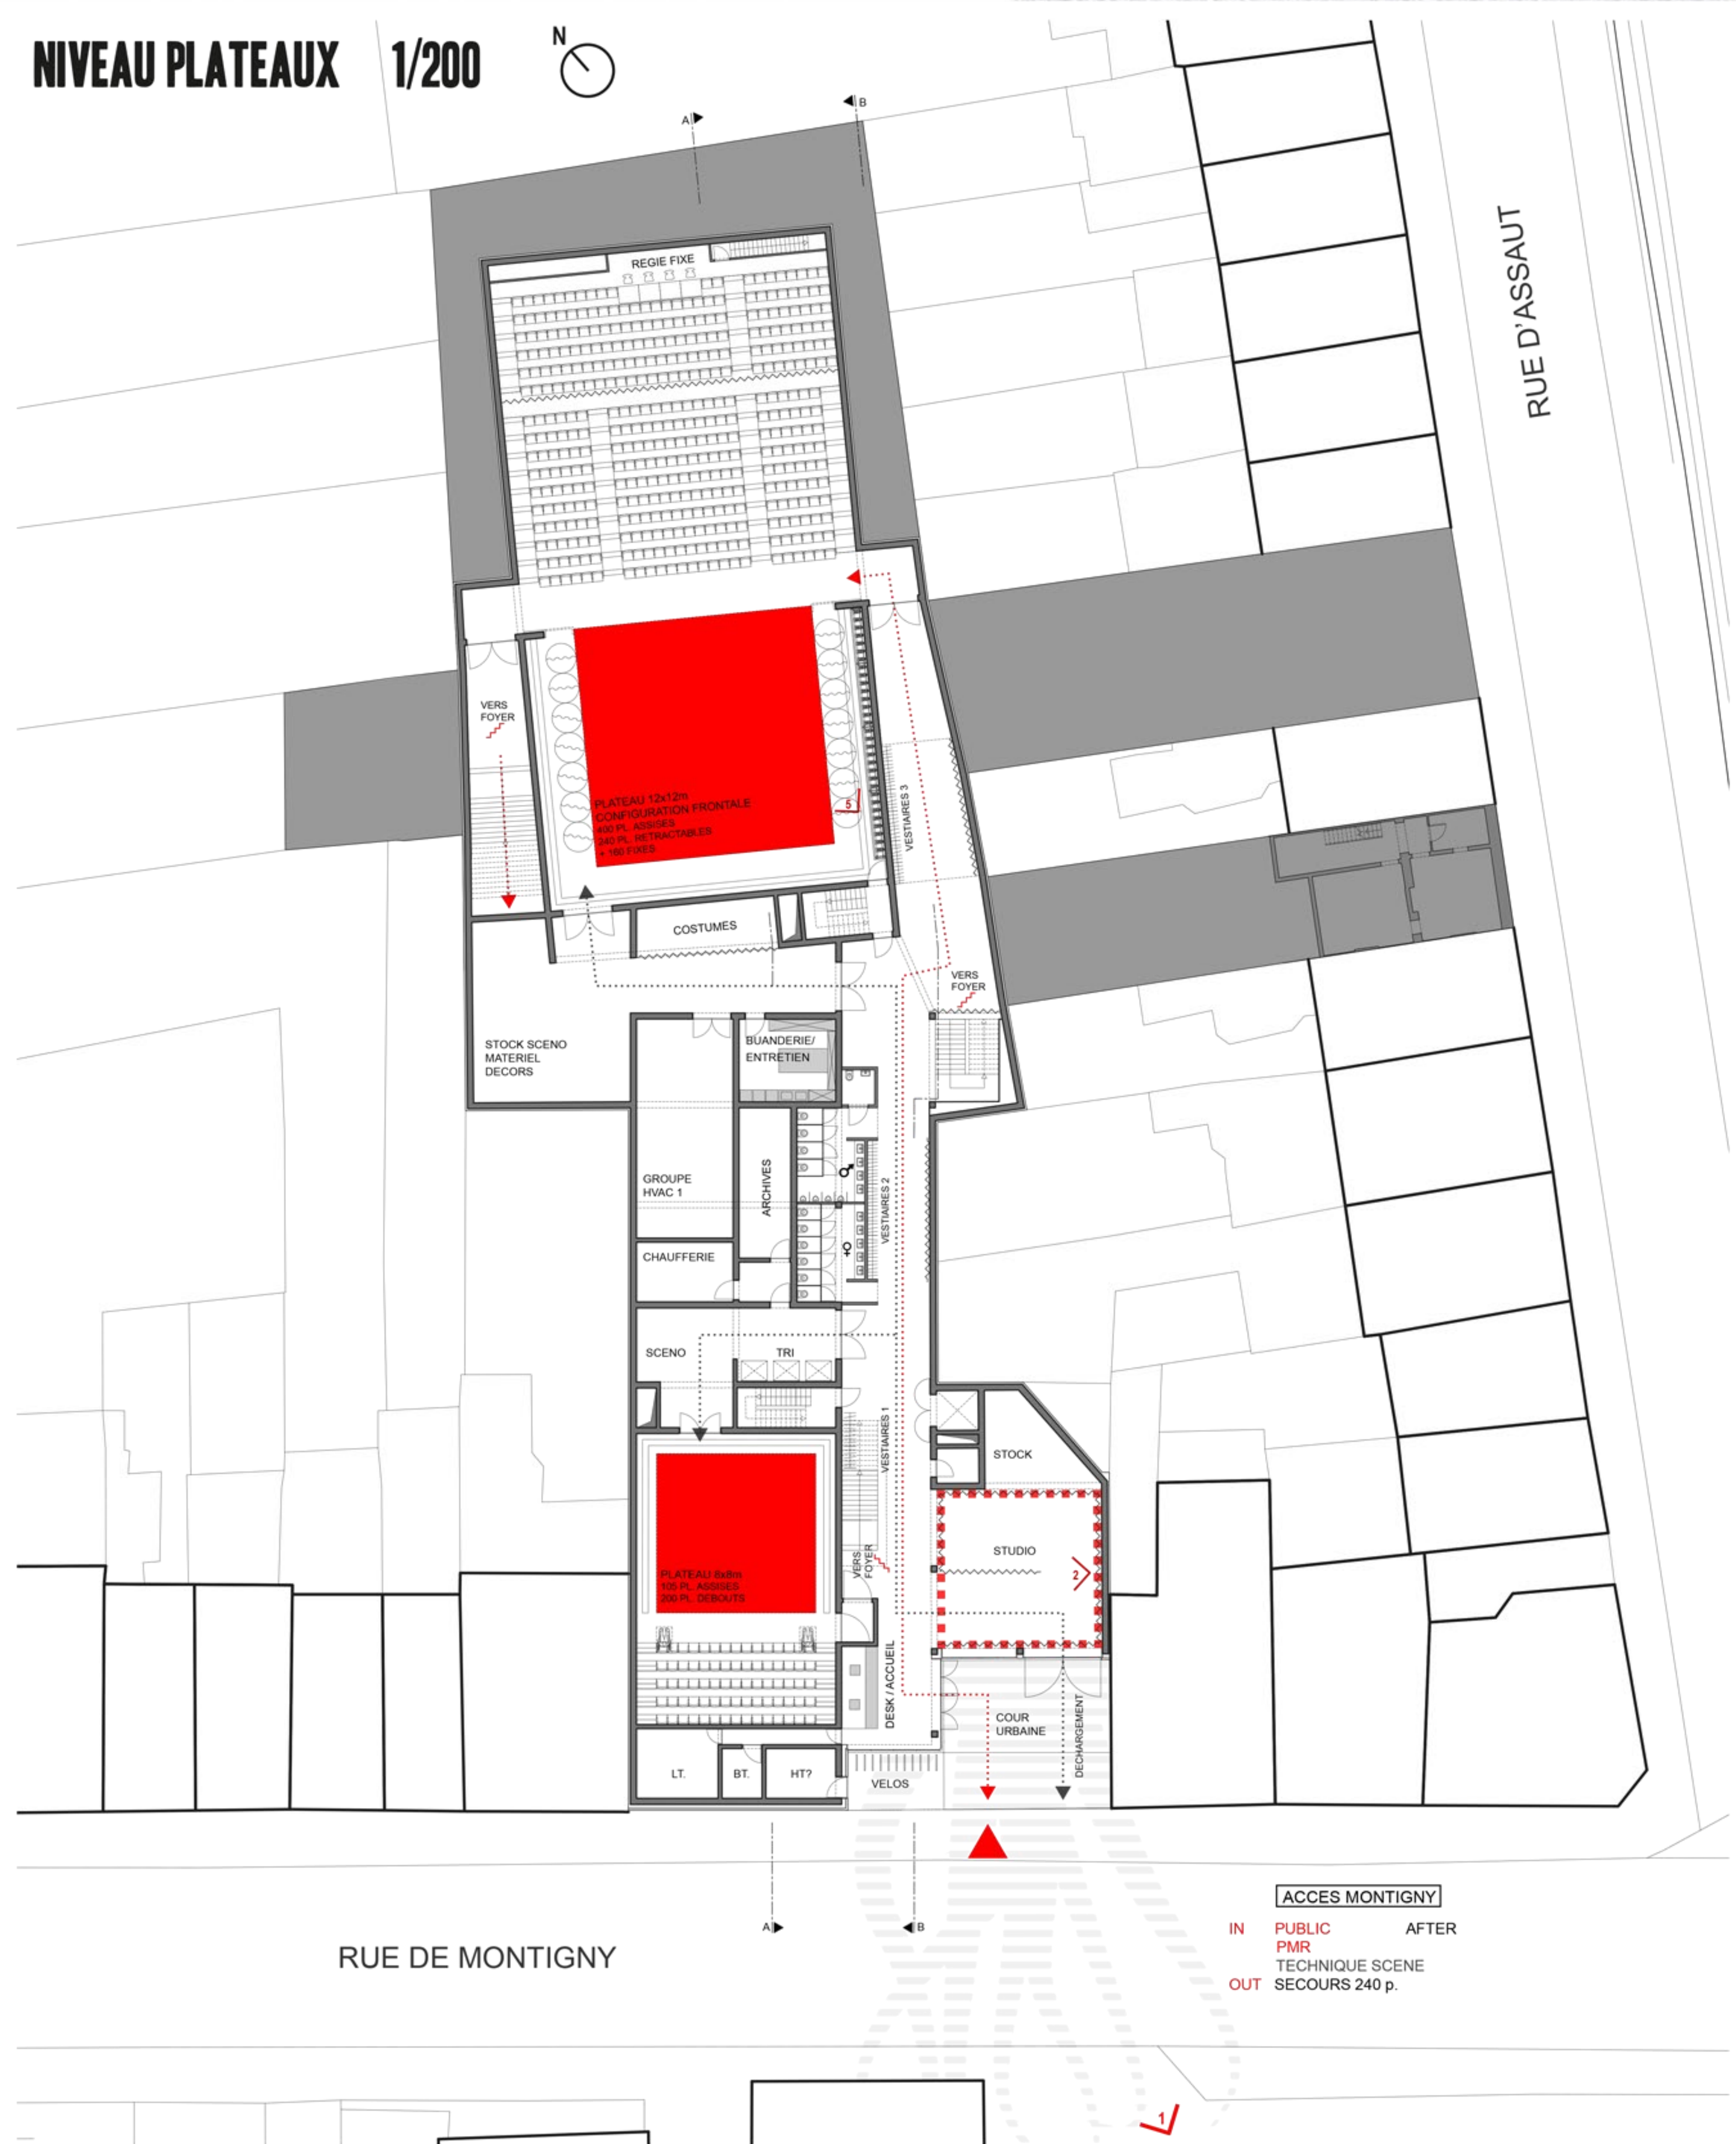 NIVEAU PLATEAUX 1/200
N
A
B
RUE D'ASSAUT
REGIE FIXE
VERS
FOYER
PLATEAU 12x12m
CONFIGURATION FRONTALE
400 PL. ASSISES
240 PL. RETRACTABLES
+ 160 FIXES
5
VESTIAIRES 3
COSTUMES
VERS
FOYER
STOCK SCENO
MATERIEL
DECORS
BUANDERIE/
ENTRETIEN
GROUPE
HVAC 1
ARCHIVES
VESTIAIRES 2
CHAUFFERIE
SCENO
TRI
VESTIAIRES 1
STOCK
STUDIO
2
VERS
FOYER
PLATEAU 8x8m
105 PL. ASSISES
200 PL. DEBOUTS
DESK / ACCUEIL
COUR
URBAINE
DECHARGEMENT
LT.
BT.
HT?
VELOS
A
B
RUE DE MONTIGNY
ACCES MONTIGNY
IN PUBLIC AFTER
PMR
TECHNIQUE SCENE
OUT SECOURS 240 p.
1